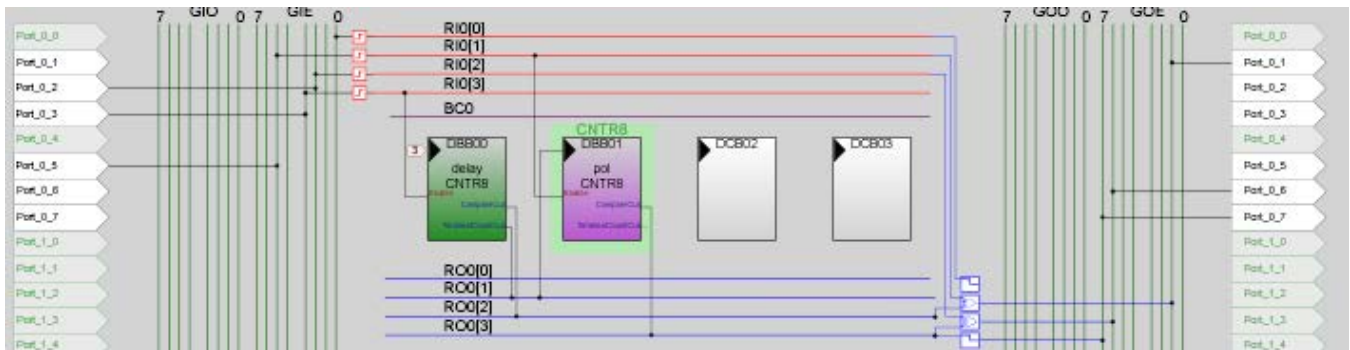 7 GIO 0 7 GIE 0
7 GOO 0 7 GOE 0
Port_0_0
Port_0_1
Port_0_2
Port_0_3
Port_0_4
Port_0_5
Port_0_6
Port_0_7
Port_1_0
Port_1_1
Port_1_2
Port_1_3
Port_1_4
RI0[0]
RI0[1]
RI0[2]
RI0[3]
BC0
CNTR8
3
DBB00
delay
CNTR8
DBB01
pol
CNTR8
DCB02
DCB03
RO0[0]
RO0[1]
RO0[2]
RO0[3]
Port_0_0
Port_0_1
Port_0_2
Port_0_3
Port_0_4
Port_0_5
Port_0_6
Port_0_7
Port_1_0
Port_1_1
Port_1_2
Port_1_3
Port_1_4